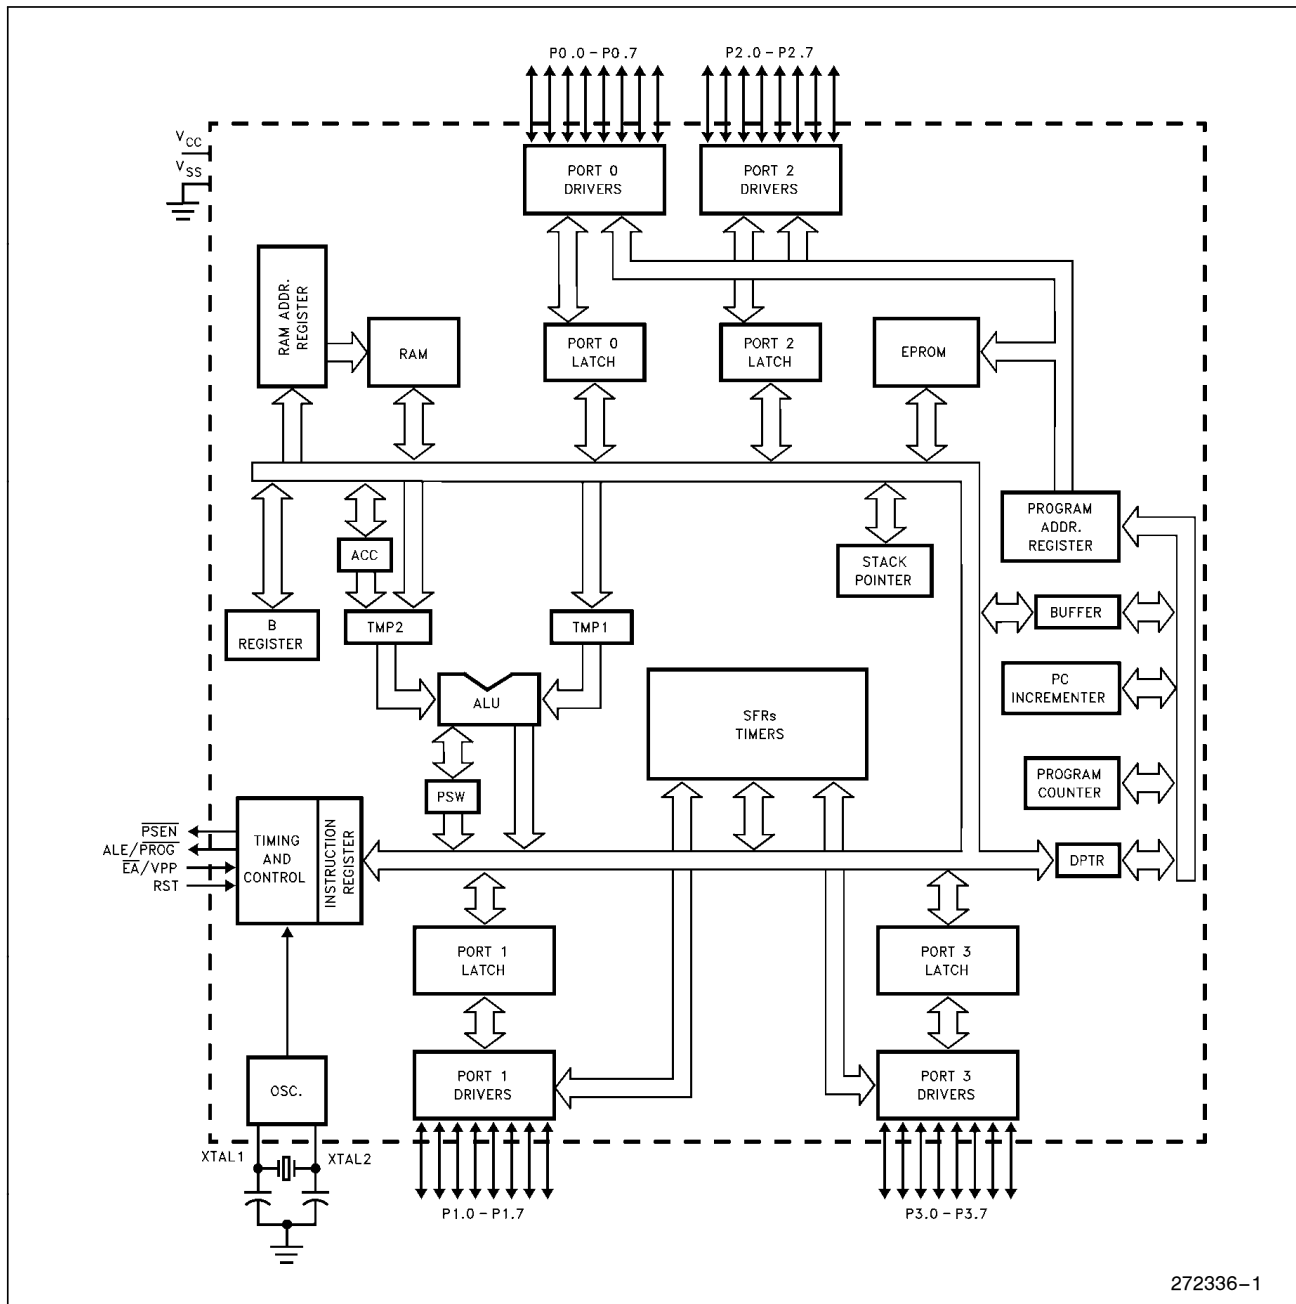 P0.0 – P0.7
P2.0 – P2.7
VCC
VSS
PORT 0
DRIVERS
PORT 2
DRIVERS
RAM ADDR.
REGISTER
RAM
PORT 0
LATCH
PORT 2
LATCH
EPROM
PROGRAM
ADDR.
REGISTER
ACC
STACK
POINTER
B
REGISTER
TMP2
TMP1
BUFFER
ALU
SFRs
TIMERS
PC
INCREMENTER
PSW
PROGRAM
COUNTER
PSEN
ALE/PROG
EA/VPP
RST
TIMING
AND
CONTROL
INSTRUCTION
REGISTER
DPTR
PORT 1
LATCH
PORT 3
LATCH
OSC.
PORT 1
DRIVERS
PORT 3
DRIVERS
XTAL1
XTAL2
P1.0 – P1.7
P3.0 – P3.7
272336–1